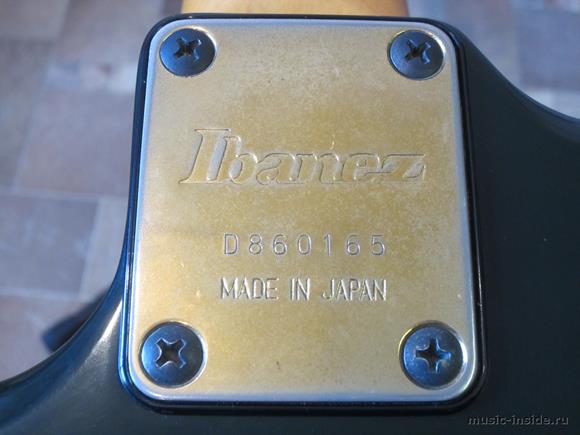 Ibanez
D860165
MADE IN JAPAN
music-inside.ru